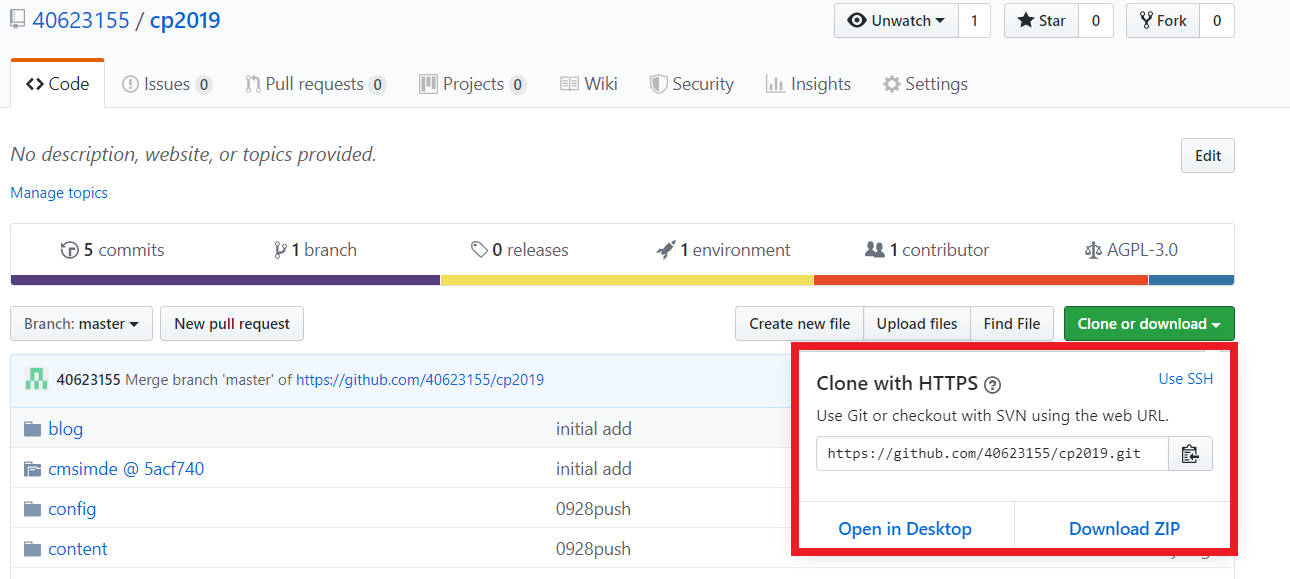 40623155 / cp2019
Unwatch 1
Star 0
Fork 0
Code
Issues 0
Pull requests 0
Projects 0
Wiki
Security
Insights
Settings
No description, website, or topics provided.
Edit
Manage topics
5 commits
1 branch
0 releases
1 environment
1 contributor
AGPL-3.0
Branch: master
New pull request
Create new file
Upload files
Find File
Clone or download
40623155 Merge branch 'master' of https://github.com/40623155/cp2019
blog initial add
cmsimde @ 5acf740 initial add
config 0928push
content 0928push
Clone with HTTPS
Use SSH
Use Git or checkout with SVN using the web URL.
https://github.com/40623155/cp2019.git
Open in Desktop
Download ZIP